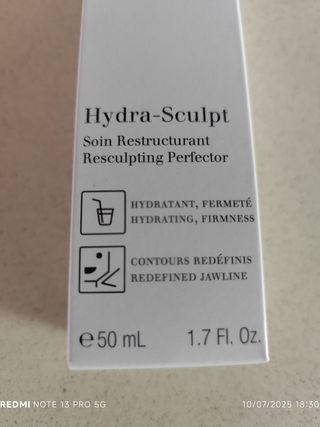 Hydra-Sculpt
Soin Restructurant
Resculpting Perfector
HYDRATANT, FERMETÉ
HYDRATING, FIRMNESS
CONTOURS REDÉFINIS
REDEFINED JAWLINE
e 50 mL 1.7 Fl. Oz.
REDMI NOTE 13 PRO 5G 10/07/2025 18:30